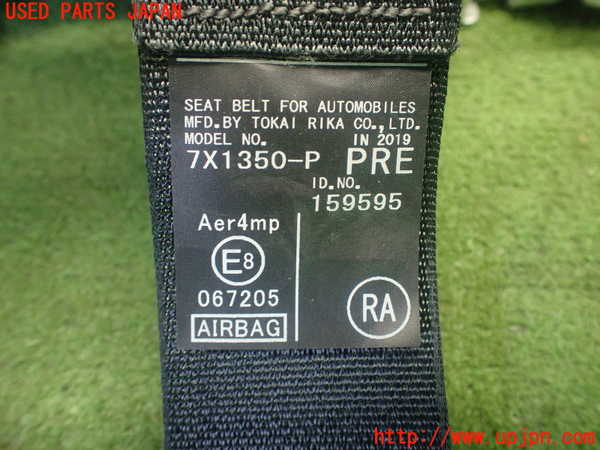 USED PARTS JAPAN
SEAT BELT FOR AUTOMOBILES
MFD.BY TOKAI RIKA CO.,LTD.
MODEL NO. IN 2019
7X1350-P PRE
ID.NO.
159595
Aer4mp
E8
067205
RA
AIRBAG
http://www.upjpn.com